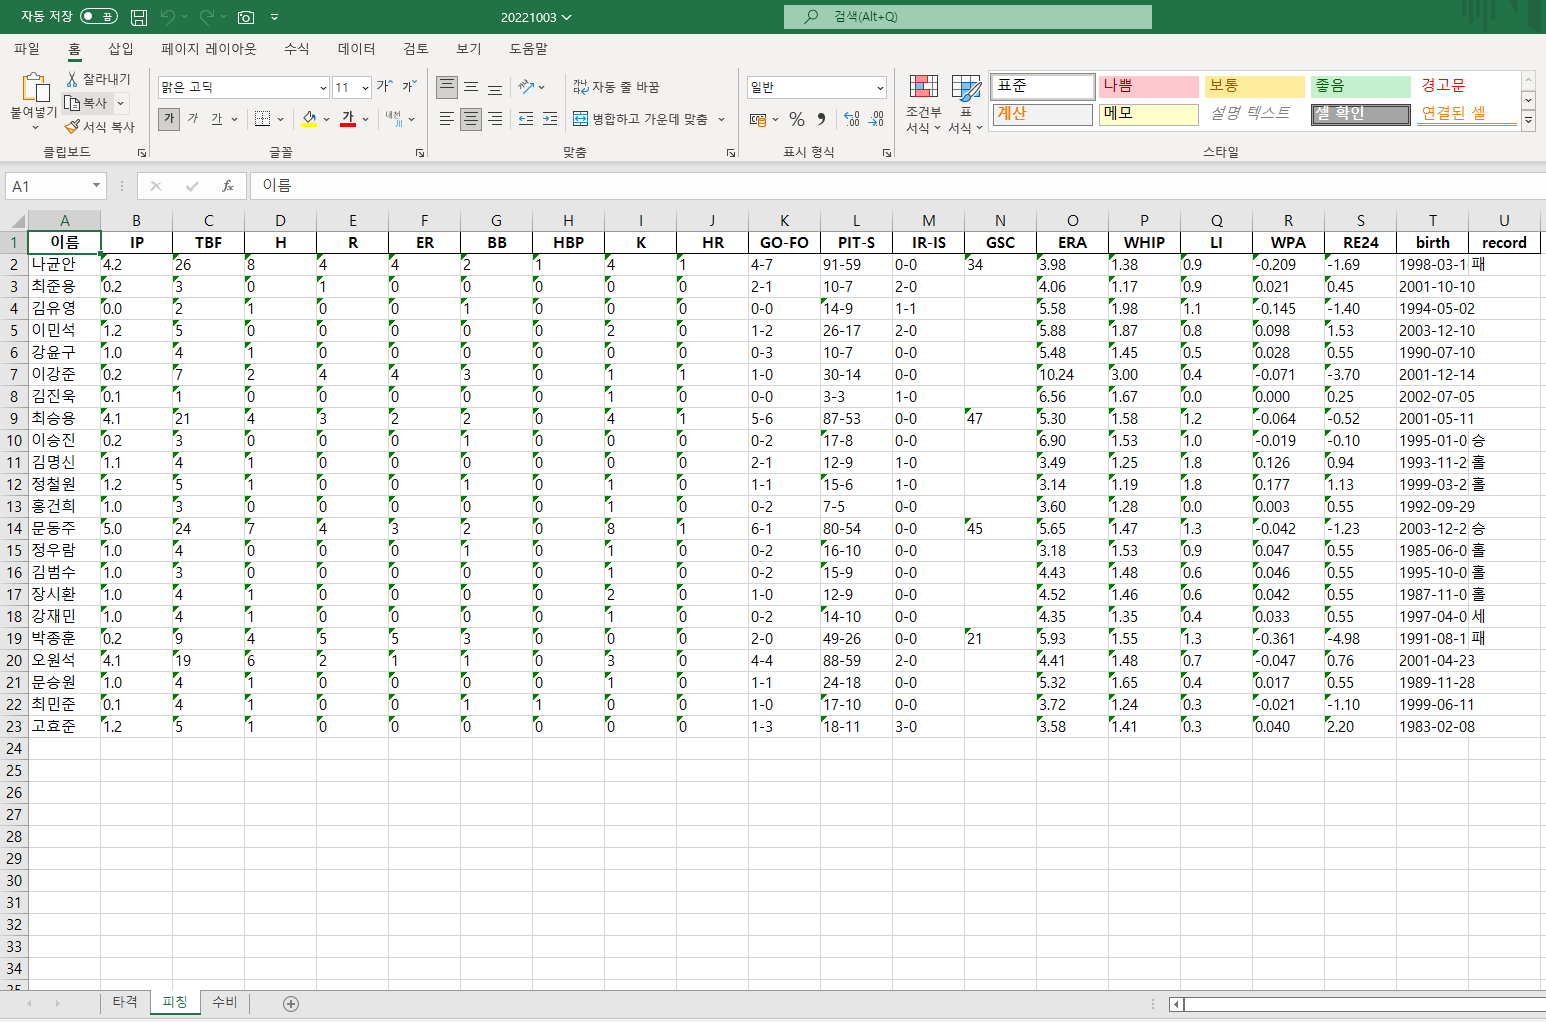 자동 저장 끔 20221003 검색(Alt+Q)
파일 홈 삽입 페이지 레이아웃 수식 데이터 검토 보기 도움말
붙여넣기 잘라내기 복사 서식 복사 클립보드
맑은 고딕 11 가 가 가 가 가 가 내천 글꼴
자동 줄 바꿈 병합하고 가운데 맞춤 맞춤
일반 % 표시 형식
조건부 서식 표 서식 표준 나쁨 보통 좋음 경고문
계산 메모 설명 텍스트 셀 확인 연결된 셀
스타일
A1 fx 이름
A B C D E F G H I J K L M N O P Q R S T U
1 이름 IP TBF H R ER BB HBP K HR GO-FO PIT-S IR-IS GSC ERA WHIP LI WPA RE24 birth record
2 나균안 4.2 26 8 4 4 2 1 4 1 4-7 91-59 0-0 34 3.98 1.38 0.9 -0.209 -1.69 1998-03-1 패
3 최준용 0.2 3 0 1 0 0 0 0 0 2-1 10-7 2-0 4.06 1.17 0.9 0.021 0.45 2001-10-10
4 김유영 0.0 2 1 0 0 1 0 0 0 0-0 14-9 1-1 5.58 1.98 1.1 -0.145 -1.40 1994-05-02
5 이민석 1.2 5 0 0 0 0 0 2 0 1-2 26-17 2-0 5.88 1.87 0.8 0.098 1.53 2003-12-10
6 강윤구 1.0 4 1 0 0 0 0 0 0 0-3 10-7 0-0 5.48 1.45 0.5 0.028 0.55 1990-07-10
7 이강준 0.2 7 2 4 4 3 0 1 1 1-0 30-14 0-0 10.24 3.00 0.4 -0.071 -3.70 2001-12-14
8 김진욱 0.1 1 0 0 0 0 0 1 0 0-0 3-3 1-0 6.56 1.67 0.0 0.000 0.25 2002-07-05
9 최승용 4.1 21 4 3 2 2 0 4 1 5-6 87-53 0-0 47 5.30 1.58 1.2 -0.064 -0.52 2001-05-11
10 이승진 0.2 3 0 0 0 1 0 0 0 0-2 17-8 0-0 6.90 1.53 1.0 -0.019 -0.10 1995-01-0 승
11 김명신 1.1 4 1 0 0 0 0 0 0 2-1 12-9 1-0 3.49 1.25 1.8 0.126 0.94 1993-11-2 홀
12 정철원 1.2 5 1 0 0 1 0 1 0 1-1 15-6 1-0 3.14 1.19 1.8 0.177 1.13 1999-03-2 홀
13 홍건희 1.0 3 0 0 0 0 0 1 0 0-2 7-5 0-0 3.60 1.28 0.0 0.003 0.55 1992-09-29
14 문동주 5.0 24 7 4 3 2 0 8 1 6-1 80-54 0-0 45 5.65 1.47 1.3 -0.042 -1.23 2003-12-2 승
15 정우람 1.0 4 0 0 0 1 0 1 0 0-2 16-10 0-0 3.18 1.53 0.9 0.047 0.55 1985-06-0 홀
16 김범수 1.0 3 0 0 0 0 0 1 0 0-2 15-9 0-0 4.43 1.48 0.6 0.046 0.55 1995-10-0 홀
17 장시환 1.0 4 1 0 0 0 0 2 0 1-0 12-9 0-0 4.52 1.46 0.6 0.042 0.55 1987-11-0 홀
18 강재민 1.0 4 1 0 0 0 0 1 0 0-2 14-10 0-0 4.35 1.35 0.4 0.033 0.55 1997-04-0 세
19 박종훈 0.2 9 4 5 5 3 0 0 0 2-0 49-26 0-0 21 5.93 1.55 1.3 -0.361 -4.98 1991-08-1 패
20 오원석 4.1 19 6 2 1 1 0 3 0 4-4 88-59 2-0 4.41 1.48 0.7 -0.047 0.76 2001-04-23
21 문승원 1.0 4 1 0 0 0 0 1 0 1-1 24-18 0-0 5.32 1.65 0.4 0.017 0.55 1989-11-28
22 최민준 0.1 4 1 0 0 1 1 0 0 1-0 17-10 0-0 3.72 1.24 0.3 -0.021 -1.10 1999-06-11
23 고효준 1.2 5 1 0 0 0 0 0 0 1-3 18-11 3-0 3.58 1.41 0.3 0.040 2.20 1983-02-08
24
25
26
27
28
29
30
31
32
33
34
35
타격 피칭 수비